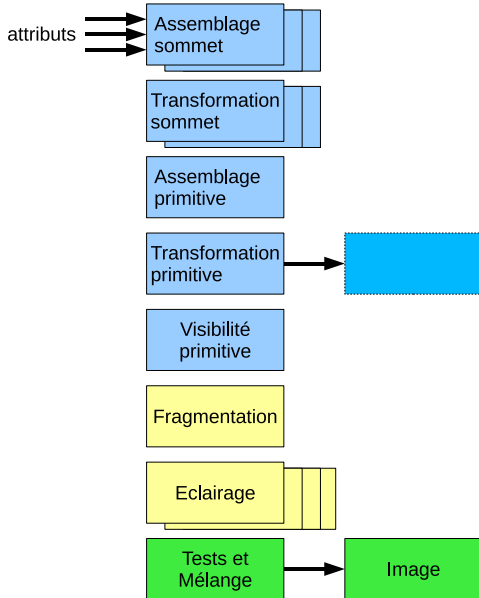 attributs
Assemblage
sommet
Transformation
sommet
Assemblage
primitive
Transformation
primitive
Visibilité
primitive
Fragmentation
Eclairage
Tests et
Mélange
Image